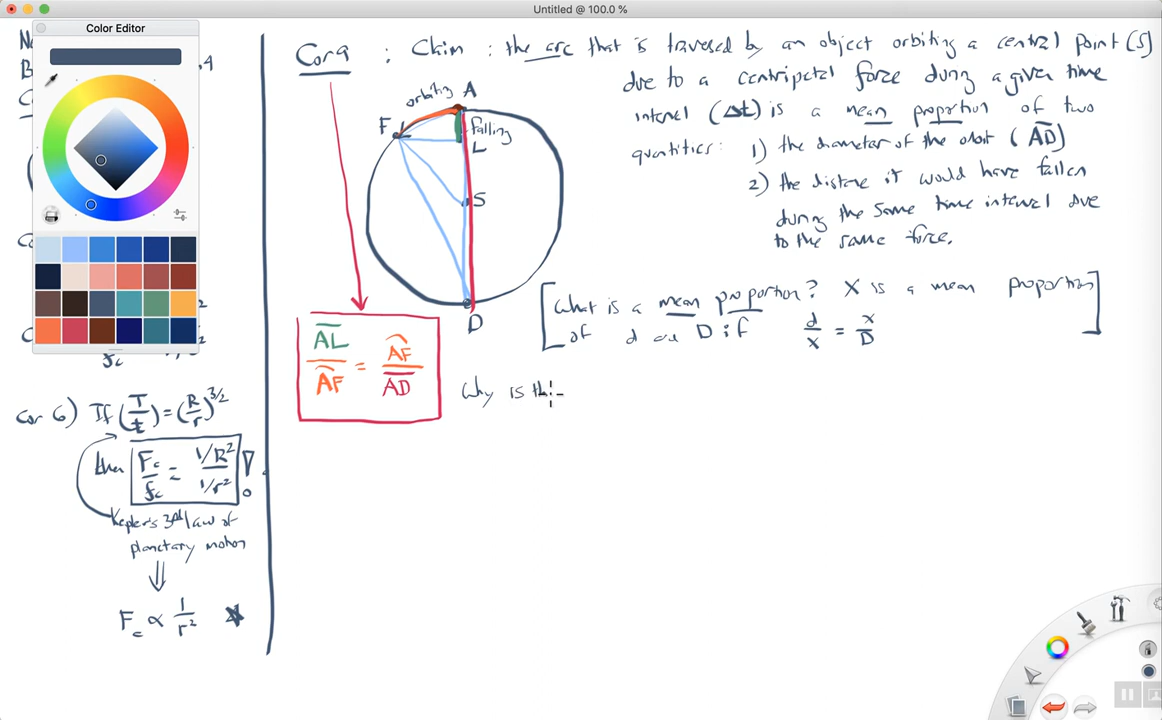 Untitled @ 100.0 %
Color Editor
Cor 9 : Claim : the arc that is traversed by an object orbiting a central point (S)
due to a centripetal force during a given time
interval (Δt) is a mean proportion of two
quantities: 1) the diameter of the orbit (AD)
2) the distance it would have fallen
during the same time interval due
to the same force.
A
orbiting
F
falling
L
S
D
[What is a mean proportion? X is a mean proportion
of d and D if d/x = x/D]
AL/AF = AF/AD
Why is thi
4
2
fc
Cor 6) If (T/t) = (R/r)^3/2
then Fc/fc = 1/R²/1/r² !
Kepler's 3rd law of
planetary motion
⇓
Fc ∝ 1/r²